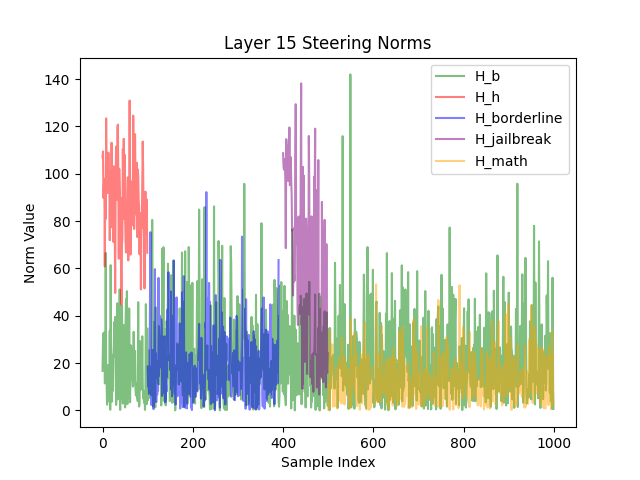 Layer 15 Steering Norms
H_b
H_h
H_borderline
H_jailbreak
H_math
Norm Value
140
120
100
80
60
40
20
0
0
200
400
600
800
1000
Sample Index